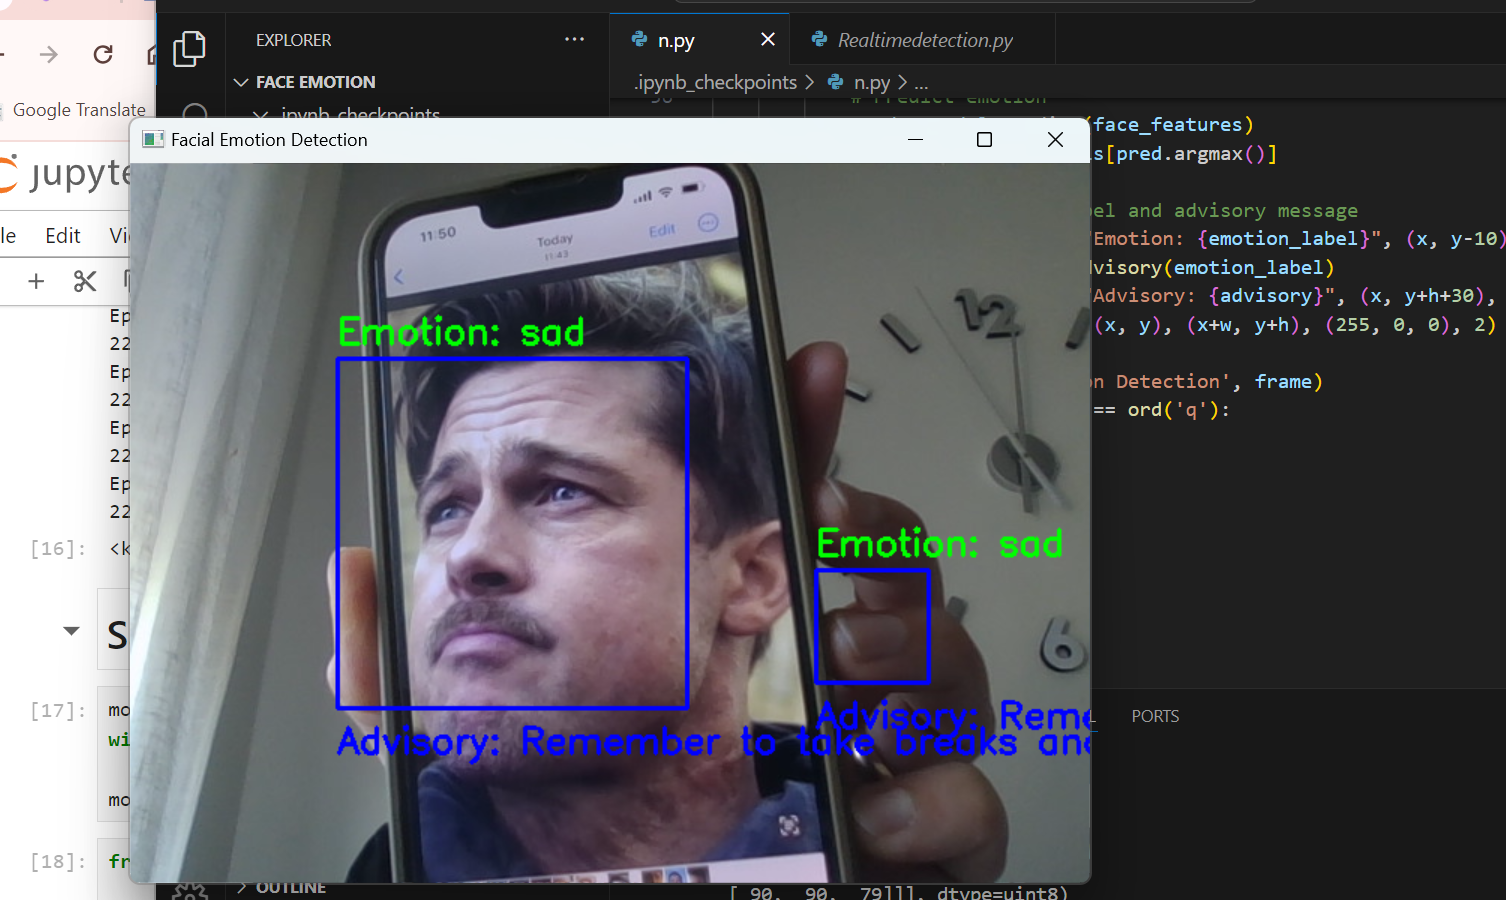 EXPLORER
...
n.py
Realtimedetection.py
FACE EMOTION
.ipynb_checkpoints > n.py > ...
Google Translate
ipynb_checkpoints
# Predict emotion
Facial Emotion Detection
(face_features)
s[pred.argmax()]
Edit
el and advisory message
"Emotion: {emotion_label}", (x, y-10)
dvisory(emotion_label)
"Advisory: {advisory}", (x, y+h+30),
(x, y), (x+w, y+h), (255, 0, 0), 2)
n Detection', frame)
== ord('q'):
11:50
Today
11:43
Edit
Emotion: sad
12
6
Emotion: sad
Advisory: Reme
Advisory: Remember to take breaks and
Ep
22
Ep
22
Ep
22
Ep
22
[16]: <k
S
[17]: mo
wi
mo
[18]: fr
PORTS
OUTLINE
[ 90, 90, 79]]], dtype=uint8)